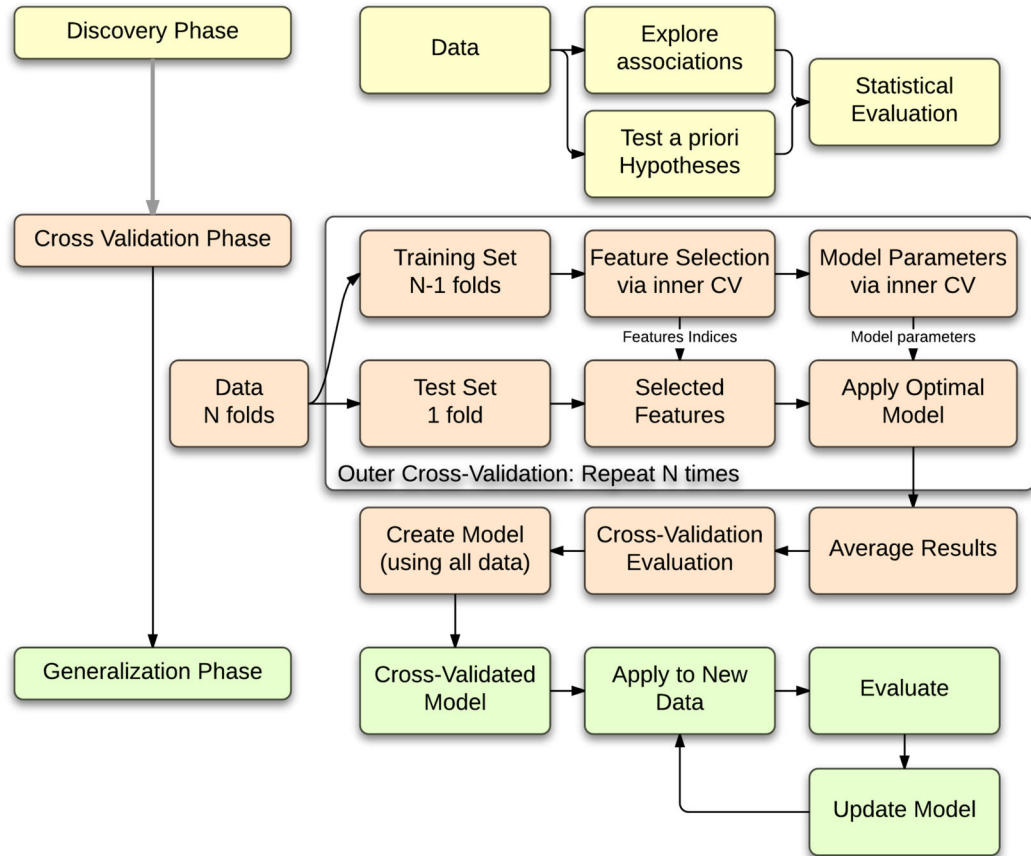 Discovery Phase
Data
Explore
associations
Test a priori
Hypotheses
Statistical
Evaluation
Cross Validation Phase
Training Set
N-1 folds
Feature Selection
via inner CV
Model Parameters
via inner CV
Features Indices
Model parameters
Data
N folds
Test Set
1 fold
Selected
Features
Apply Optimal
Model
Outer Cross-Validation: Repeat N times
Create Model
(using all data)
Cross-Validation
Evaluation
Average Results
Generalization Phase
Cross-Validated
Model
Apply to New
Data
Evaluate
Update Model